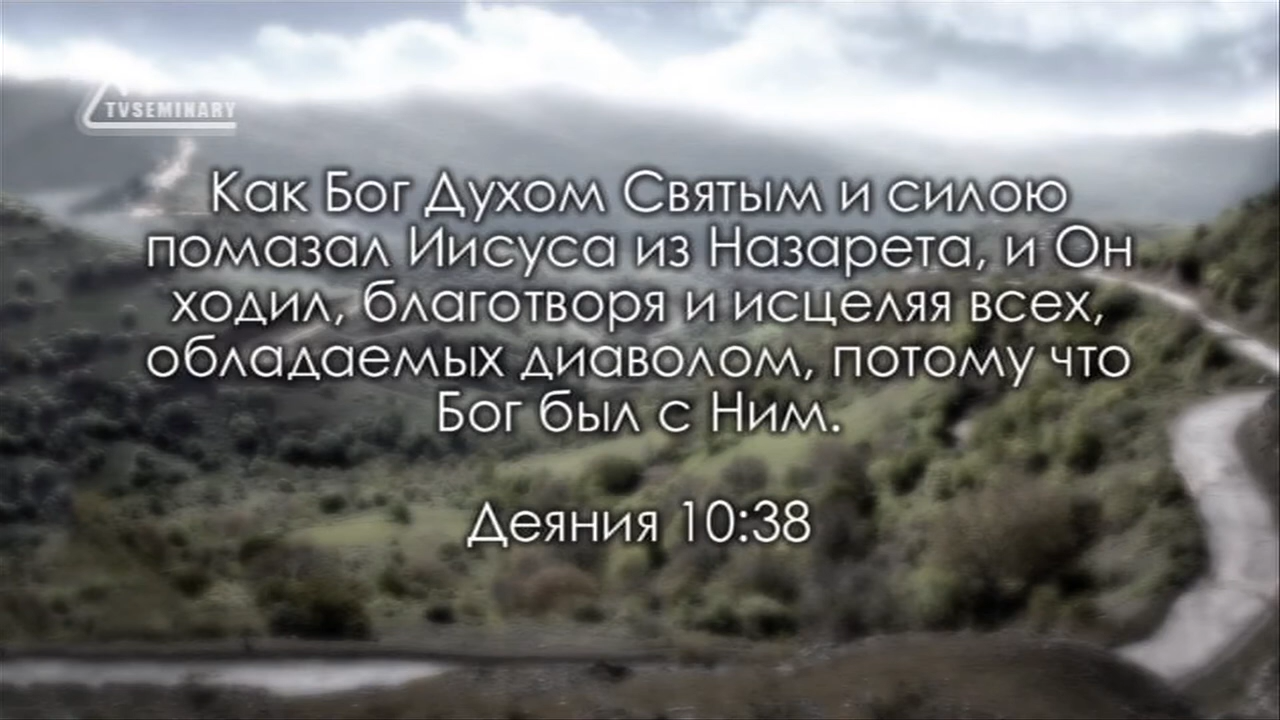 TVSEMINARY
Как Бог Духом Святым и силою
помазал Иисуса из Назарета, и Он
ходил, благотворя и исцеляя всех,
обладаемых диаволом, потому что
Бог был с Ним.
Деяния 10:38